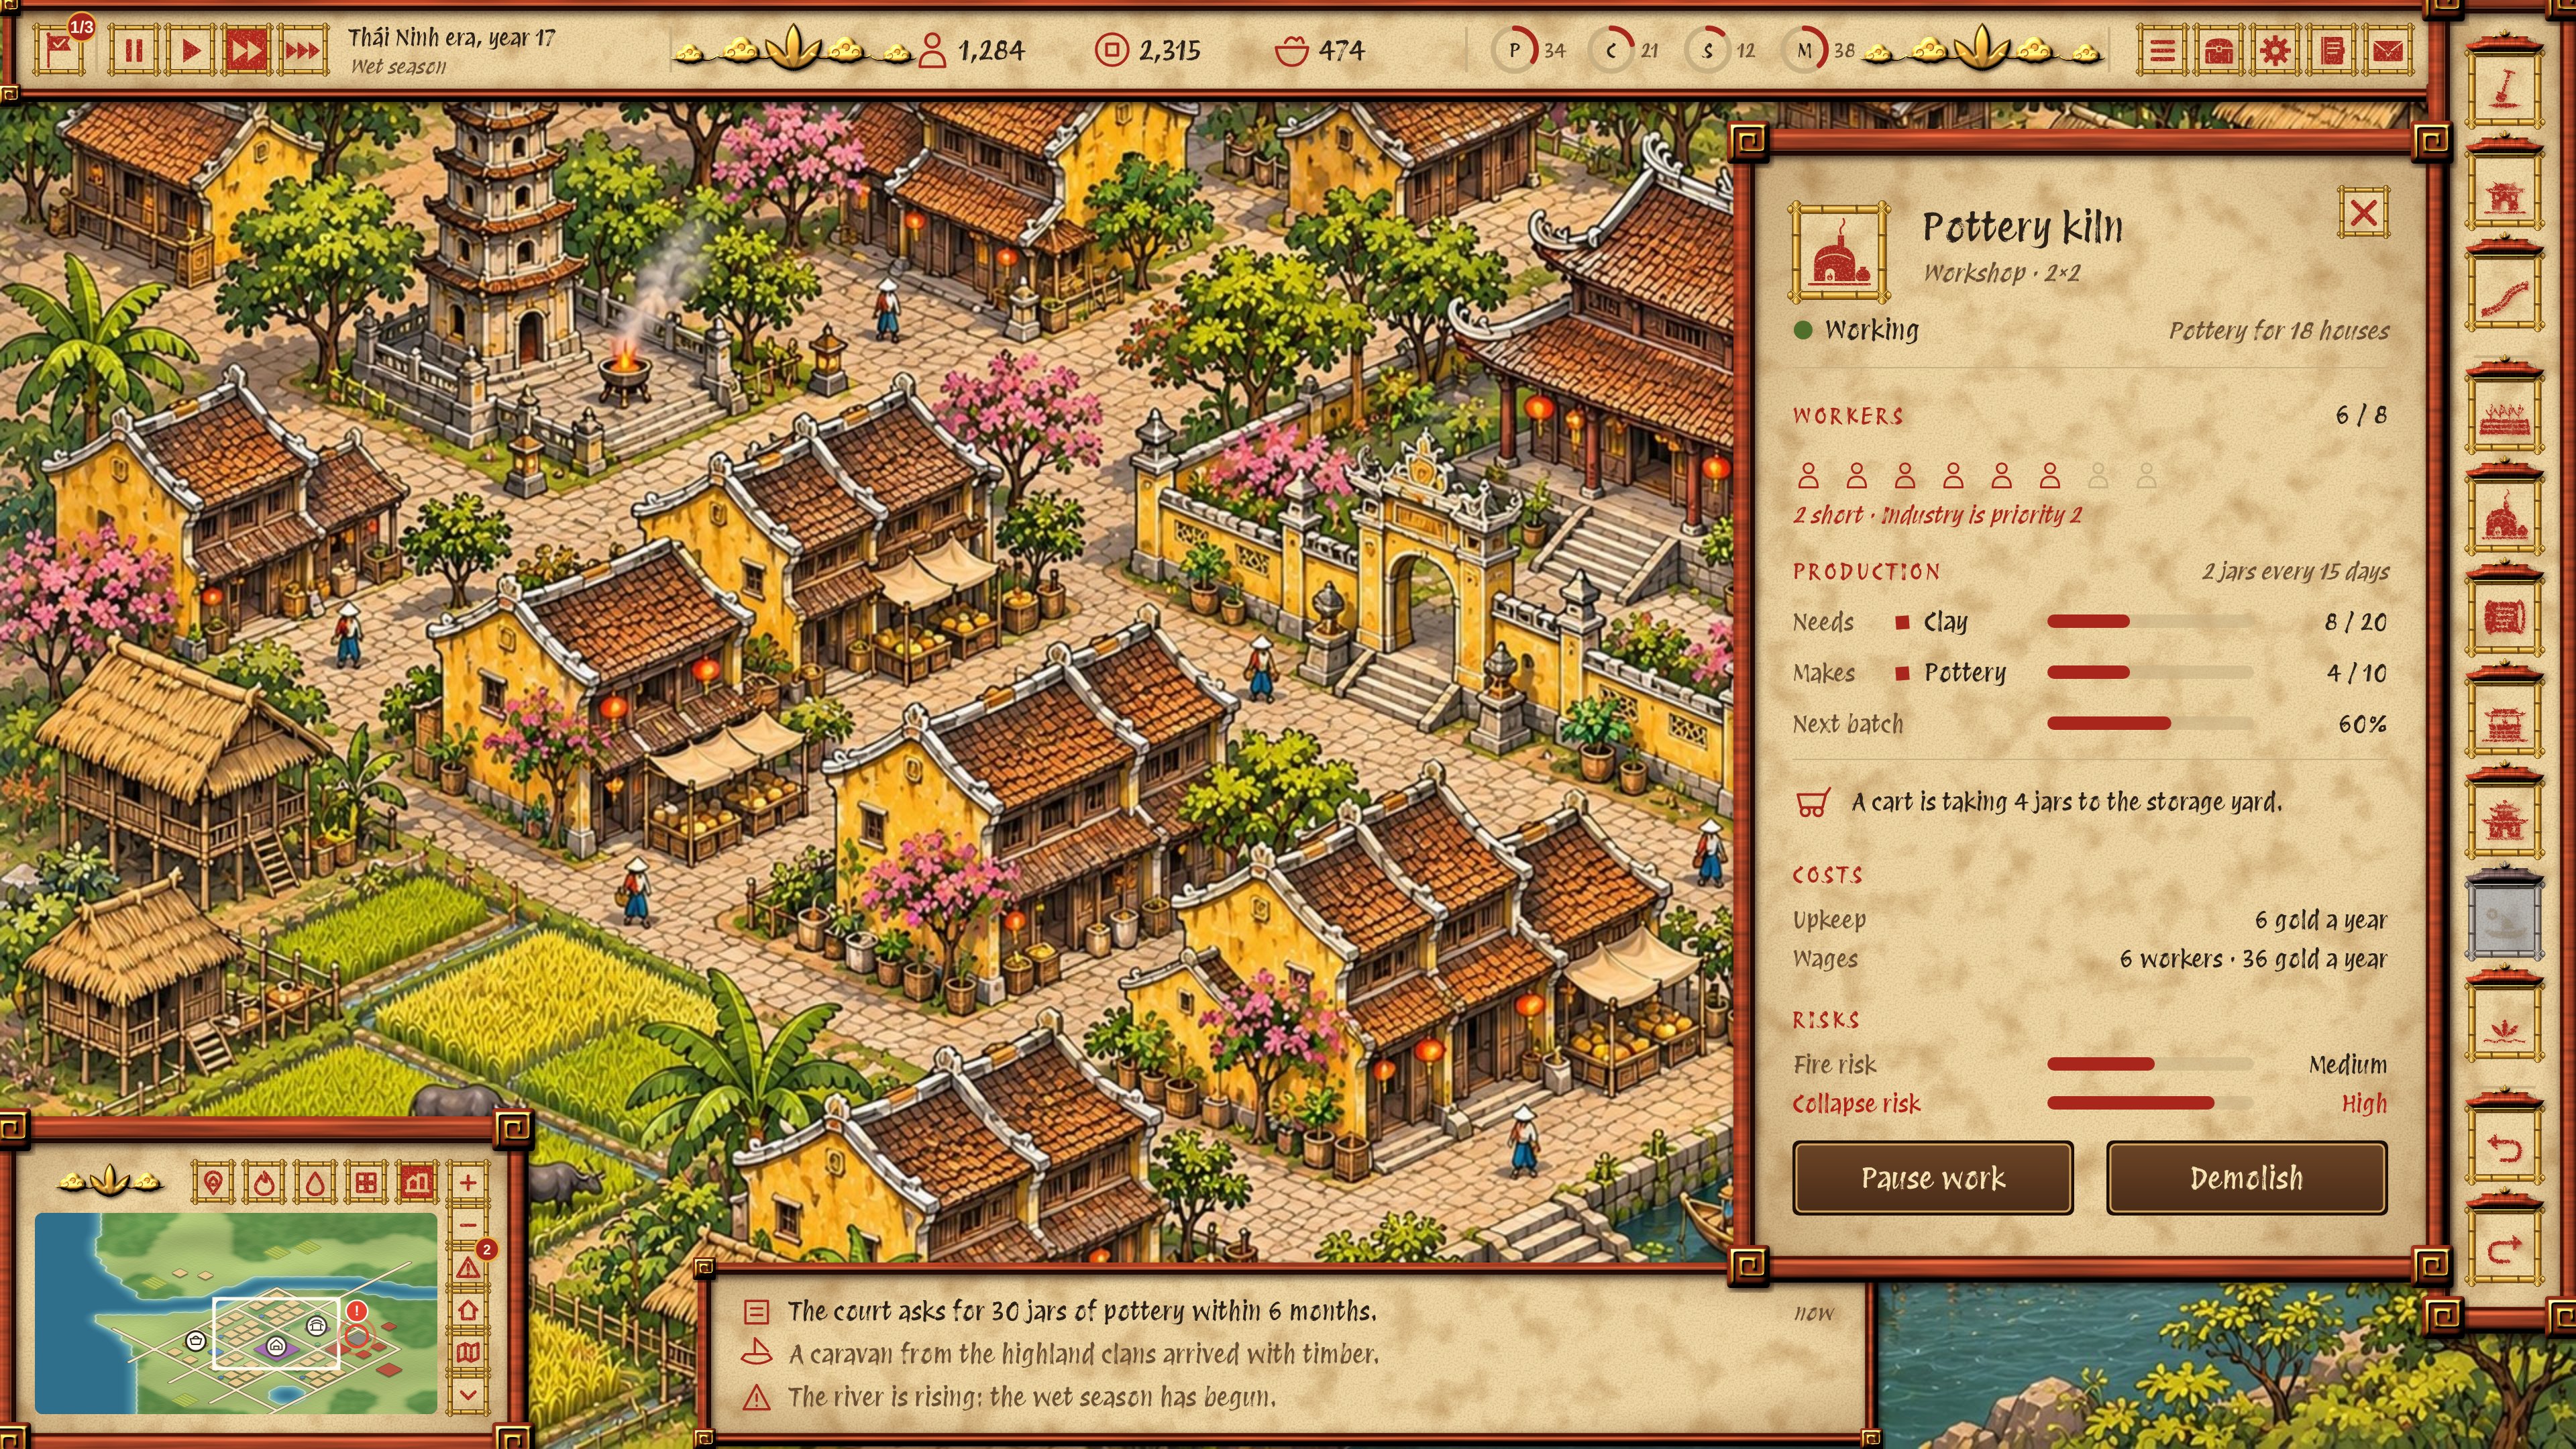 1/3
Thái Ninh era, year 17
Wet season
1,284
2,315
474
P 34
C 21
S 12
M 38
Pottery kiln
Workshop · 2×2
Working
Pottery for 18 houses
WORKERS
6 / 8
2 short · Industry is priority 2
PRODUCTION
2 jars every 15 days
Needs Clay 8 / 20
Makes Pottery 4 / 10
Next batch 60%
A cart is taking 4 jars to the storage yard.
COSTS
Upkeep 6 gold a year
Wages 6 workers · 36 gold a year
RISKS
Fire risk Medium
Collapse risk High
Pause work
Demolish
2
The court asks for 30 jars of pottery within 6 months.
now
A caravan from the highland clans arrived with timber.
The river is rising: the wet season has begun.